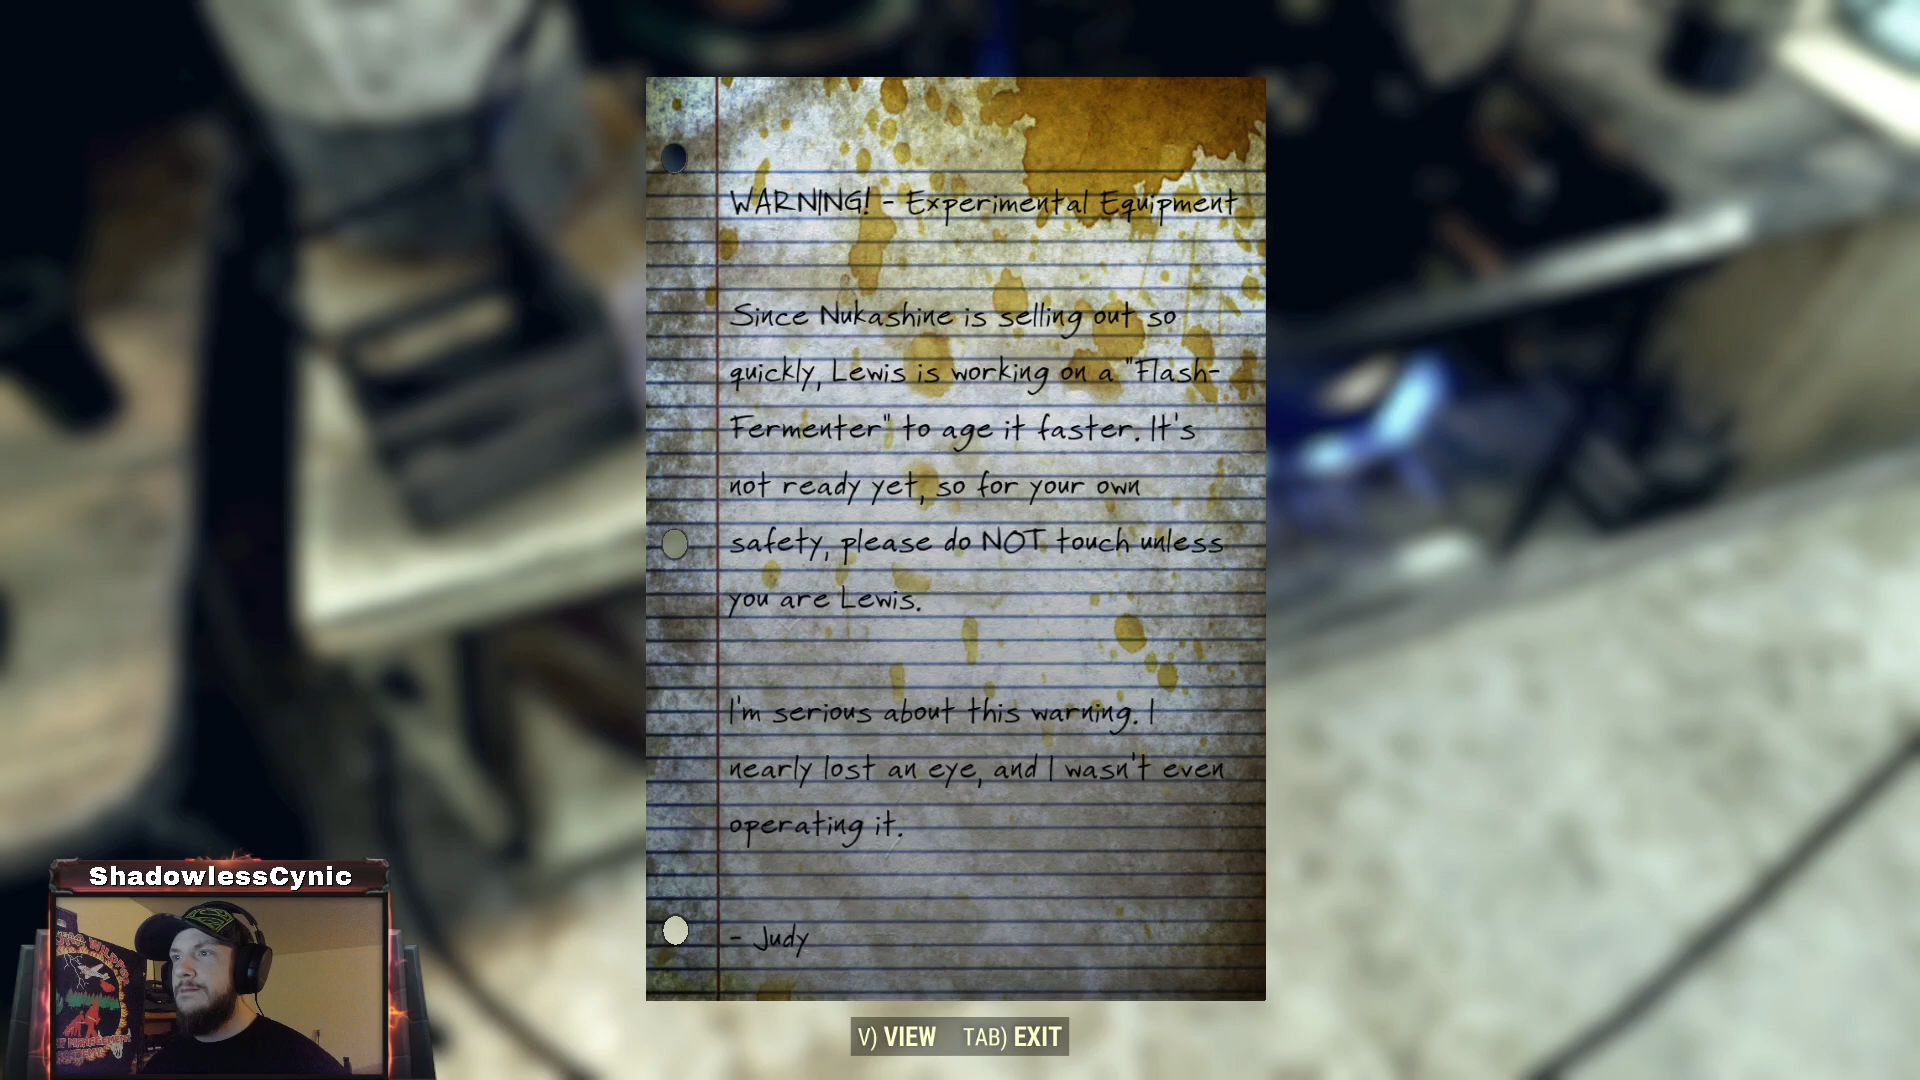 WARNING! - Experimental Equipment
Since Nukashine is selling out so
quickly, Lewis is working on a "Flash-
Fermenter" to age it faster. It's
not ready yet, so for your own
safety, please do NOT touch unless
you are Lewis.
I'm serious about this warning. I
nearly lost an eye, and I wasn't even
operating it.
- Judy
V) VIEW TAB) EXIT
ShadowlessCynic